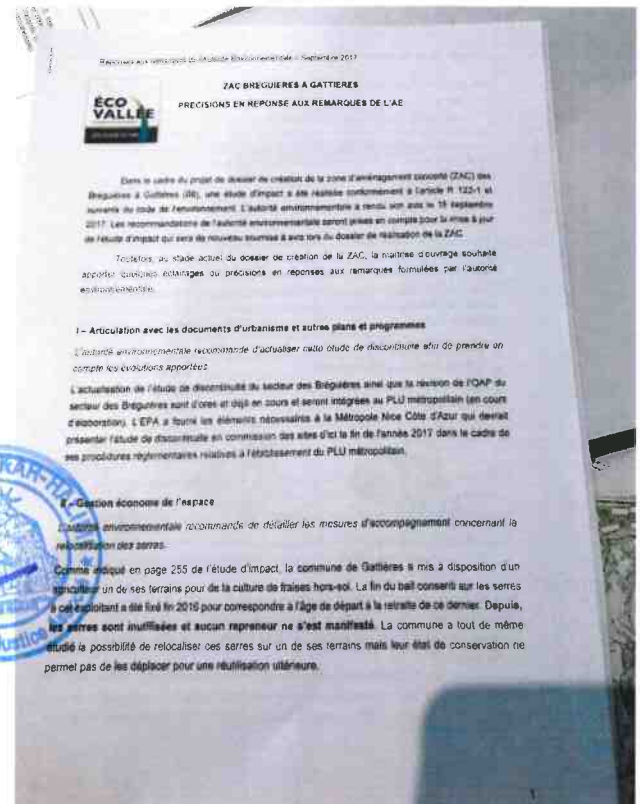 Réponses aux remarques de l'Autorité Environnementale – Septembre 2017
ÉCO
VALLÉE
ZAC BREGUIERES A GATTIERES
PRECISIONS EN REPONSE AUX REMARQUES DE L'AE
Dans le cadre du projet de dossier de création de la zone d'aménagement concerté (ZAC) des
Bréguières à Gattières (06), une étude d'impact a été réalisée conformément à l'article R 122-1 et
suivants du code de l'environnement. L'autorité environnementale a rendu son avis le 15 septembre
2017. Les recommandations de l'autorité environnementale seront prises en compte pour la mise à jour
de l'étude d'impact qui sera de nouveau soumise à avis lors du dossier de réalisation de la ZAC.
Toutefois, au stade actuel du dossier de création de la ZAC, la maîtrise d'ouvrage souhaite
apporter quelques éclairages ou précisions en réponses aux remarques formulées par l'autorité
environnementale.
I – Articulation avec les documents d'urbanisme et autres plans et programmes
L'autorité environnementale recommande d'actualiser cette étude de discontinuité afin de prendre en
compte les évolutions apportées.
L'actualisation de l'étude de discontinuité du secteur des Bréguières ainsi que la révision de l'OAP du
secteur des Bréguières sont d'ores et déjà en cours et seront intégrées au PLU métropolitain (en cours
d'élaboration). L'EPA a fourni les éléments nécessaires à la Métropole Nice Côte d'Azur qui devrait
présenter l'étude de discontinuité en commission des sites d'ici la fin de l'année 2017 dans le cadre de
ses procédures réglementaires relatives à l'établissement du PLU métropolitain.
II – Gestion économe de l'espace
L'autorité environnementale recommande de détailler les mesures d'accompagnement concernant la
relocalisation des serres.
Comme indiqué en page 255 de l'étude d'impact, la commune de Gattières a mis à disposition d'un
agriculteur un de ses terrains pour de la culture de fraises hors-sol. La fin du bail consenti sur les serres
à cet exploitant a été fixé fin 2016 pour correspondre à l'âge de départ à la retraite de ce dernier. Depuis,
les serres sont inutilisées et aucun repreneur ne s'est manifesté. La commune a tout de même
étudié la possibilité de relocaliser ces serres sur un de ses terrains mais leur état de conservation ne
permet pas de les déplacer pour une réutilisation ultérieure.
1